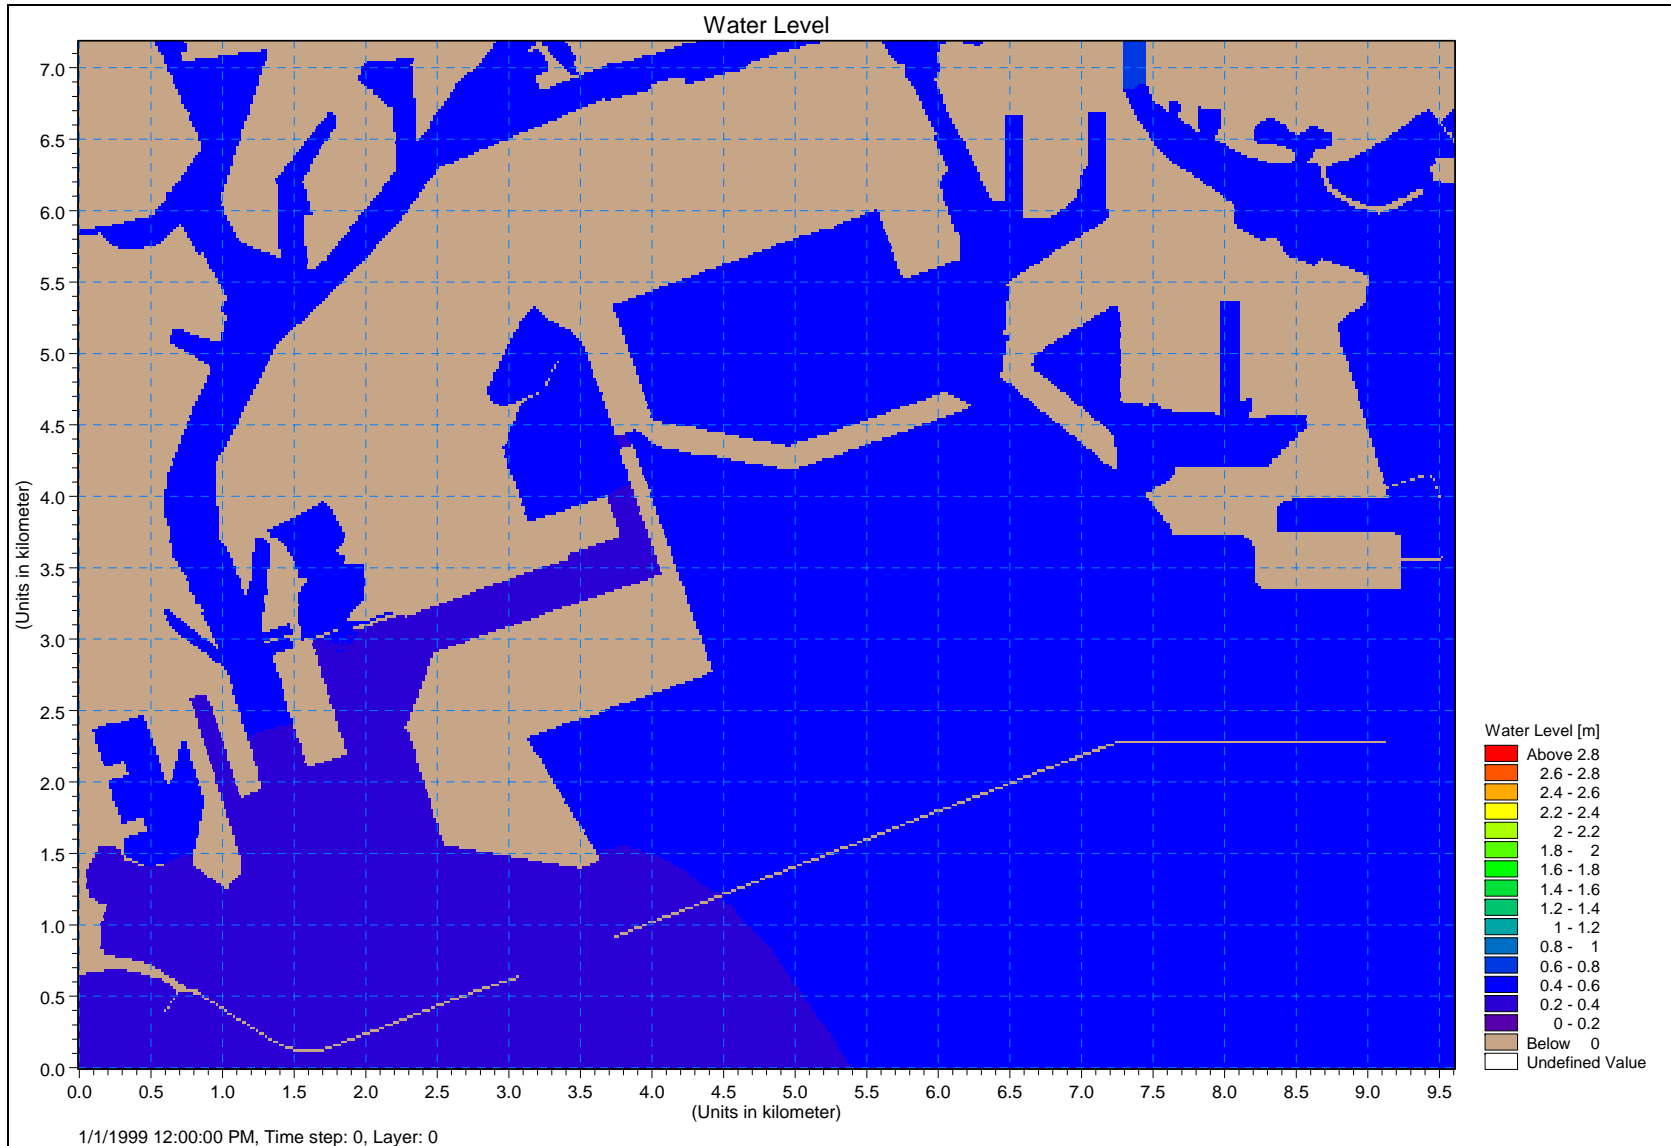 Water Level
7.0
6.5
6.0
5.5
5.0
4.5
4.0
3.5
3.0
2.5
2.0
1.5
1.0
0.5
0.0
(Units in kilometer)
0.0 0.5 1.0 1.5 2.0 2.5 3.0 3.5 4.0 4.5 5.0 5.5 6.0 6.5 7.0 7.5 8.0 8.5 9.0 9.5
(Units in kilometer)
1/1/1999 12:00:00 PM, Time step: 0, Layer: 0
Water Level [m]
Above 2.8
2.6 - 2.8
2.4 - 2.6
2.2 - 2.4
2 - 2.2
1.8 - 2
1.6 - 1.8
1.4 - 1.6
1.2 - 1.4
1 - 1.2
0.8 - 1
0.6 - 0.8
0.4 - 0.6
0.2 - 0.4
0 - 0.2
Below 0
Undefined Value